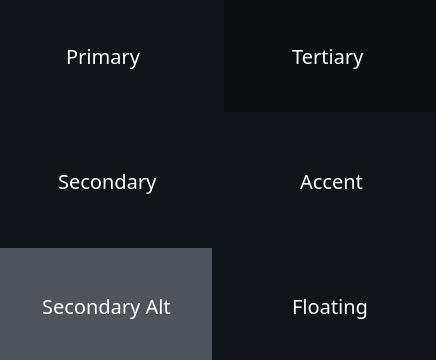 Primary
Tertiary
Secondary
Accent
Secondary Alt
Floating